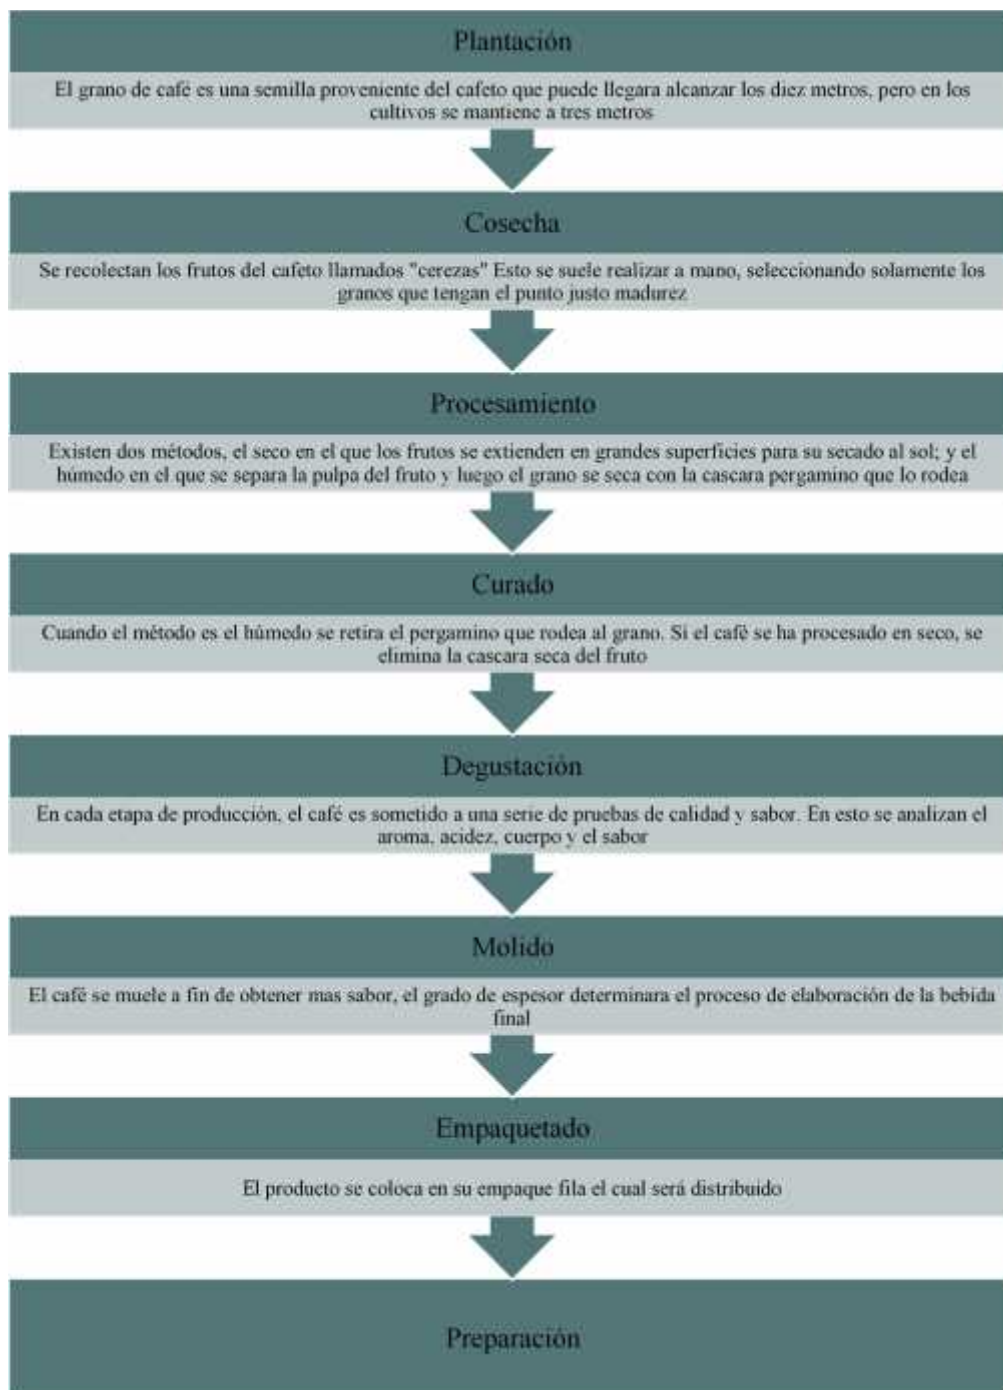 Plantación
El grano de café es una semilla proveniente del cafeto que puede llegara alcanzar los diez metros, pero en los
cultivos se mantiene a tres metros
Cosecha
Se recolectan los frutos del cafeto llamados "cerezas" Esto se suele realizar a mano, seleccionando solamente los
granos que tengan el punto justo madurez
Procesamiento
Existen dos métodos, el seco en el que los frutos se extienden en grandes superficies para su secado al sol; y el
húmedo en el que se separa la pulpa del fruto y luego el grano se seca con la cascara pergamino que lo rodea
Curado
Cuando el método es el húmedo se retira el pergamino que rodea al grano. Si el café se ha procesado en seco, se
elimina la cascara seca del fruto
Degustación
En cada etapa de producción, el café es sometido a una serie de pruebas de calidad y sabor. En esto se analizan el
aroma, acidez, cuerpo y el sabor
Molido
El café se muele a fin de obtener mas sabor, el grado de espesor determinara el proceso de elaboración de la bebida
final
Empaquetado
El producto se coloca en su empaque fila el cual será distribuido
Preparación